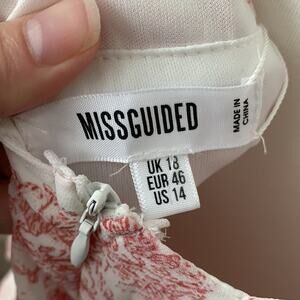 MISSGUIDED
MADE IN
CHINA
UK 18
EUR 46
US 14